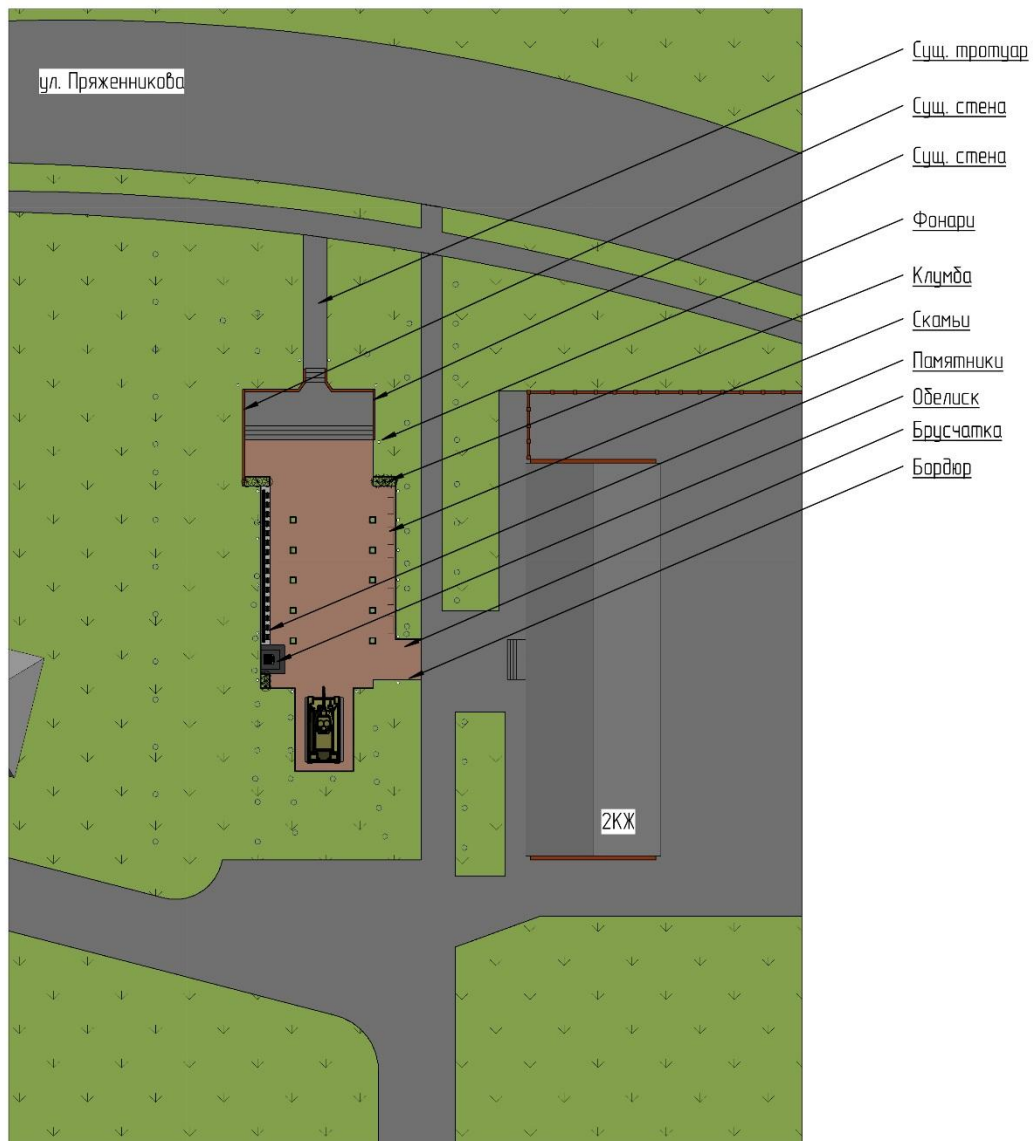 ул. Пряженникова
Сущ. тротуар
Сущ. стена
Сущ. стена
Фонари
Клумба
Скамьи
Памятники
Обелиск
Брусчатка
Бордюр
2КЖ